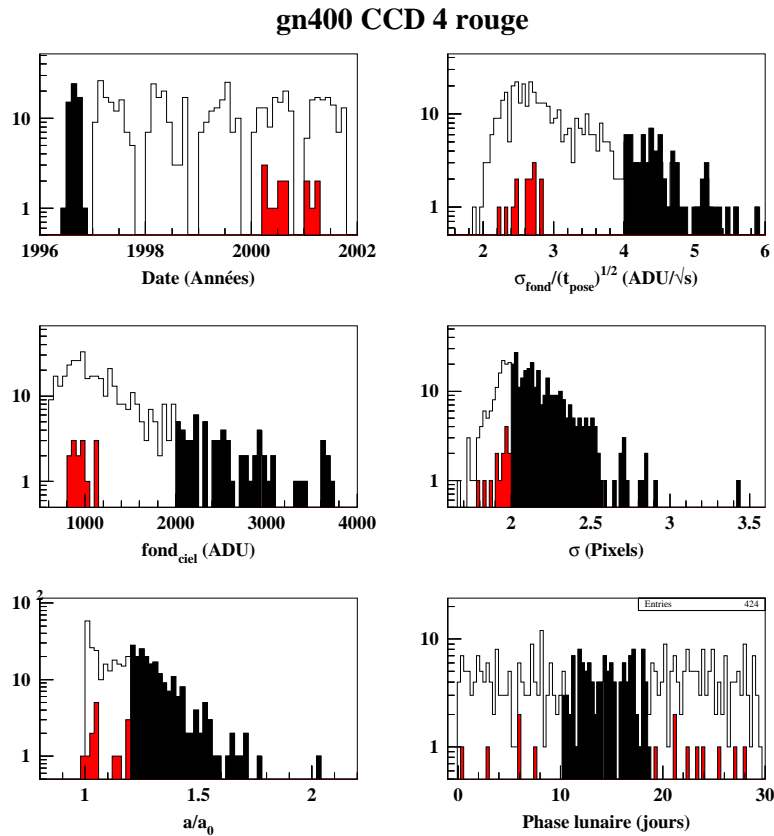 gn400 CCD 4 rouge
10
1
1996 1998 2000 2002
Date (Années)
10
1
2 3 4 5 6
σfond/(tpose)1/2 (ADU/√s)
10
1
1000 2000 3000 4000
fondciel (ADU)
10
1
2 2.5 3 3.5
σ (Pixels)
10 2
10
1
1 1.5 2
a/a0
Entries 424
10
1
0 10 20 30
Phase lunaire (jours)